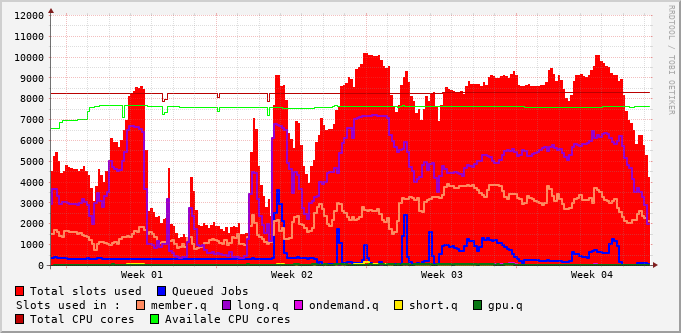 12000
11000
10000
9000
8000
7000
6000
5000
4000
3000
2000
1000
0
Week 01 Week 02 Week 03 Week 04
RRDTOOL / TOBI OETIKER
Total slots used Queued Jobs
Slots used in : member.q long.q ondemand.q short.q gpu.q
Total CPU cores Availale CPU cores